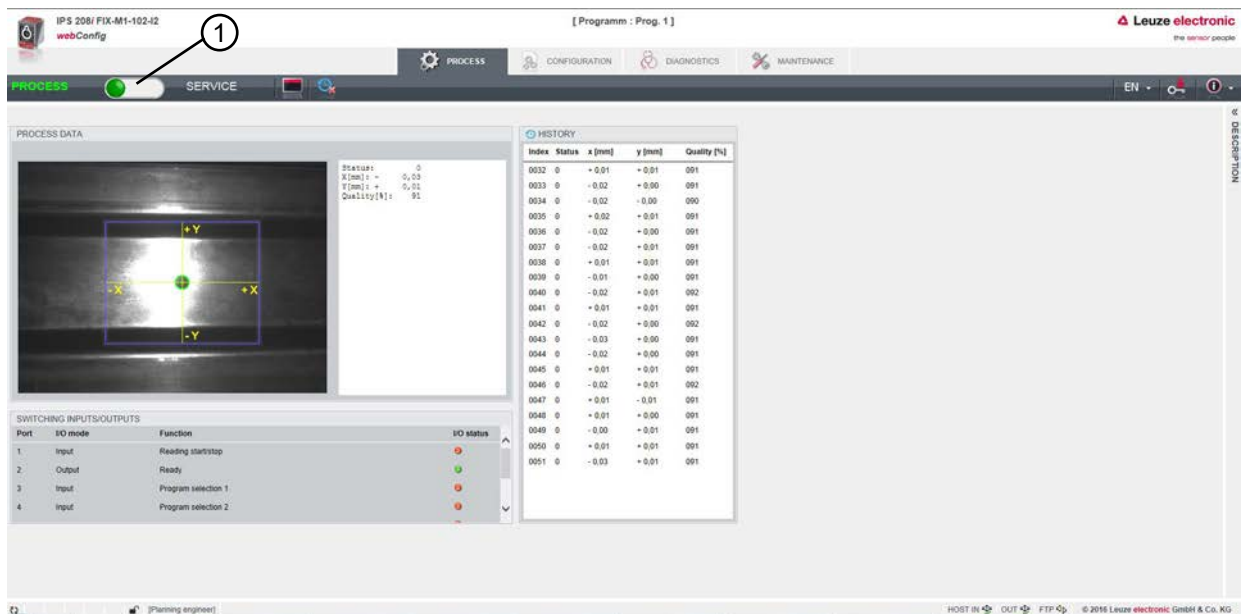 IPS 208i FIX-M1-102-I2
webConfig
1
[ Programm : Prog. 1 ]
Leuze electronic
the sensor people
PROCESS
CONFIGURATION
DIAGNOSTICS
MAINTENANCE
PROCESS
SERVICE
EN
DESCRIPTION
PROCESS DATA
+Y
-X
+X
-Y
Status: 0
X[mm]: - 0,03
Y[mm]: + 0,01
Quality[%]: 91
HISTORY
Index Status x [mm] y [mm] Quality [%]
0032 0 + 0,01 + 0,01 091
0033 0 - 0,02 + 0,00 091
0034 0 - 0,02 - 0,00 090
0035 0 + 0,02 + 0,01 091
0036 0 - 0,02 + 0,00 091
0037 0 - 0,02 + 0,01 091
0038 0 + 0,01 + 0,01 091
0039 0 - 0,01 + 0,00 091
0040 0 - 0,02 + 0,01 092
0041 0 + 0,01 + 0,01 091
0042 0 - 0,02 + 0,00 092
0043 0 - 0,03 + 0,00 091
0044 0 - 0,02 + 0,00 091
0045 0 + 0,01 + 0,01 091
0046 0 - 0,02 + 0,01 092
0047 0 + 0,01 - 0,01 091
0048 0 + 0,01 + 0,00 091
0049 0 - 0,00 + 0,01 091
0050 0 + 0,01 + 0,01 091
0051 0 - 0,03 + 0,01 091
SWITCHING INPUTS/OUTPUTS
Port I/O mode Function I/O status
1 Input Reading start/stop
2 Output Ready
3 Input Program selection 1
4 Input Program selection 2
[Planning engineer]
HOST IN OUT FTP © 2016 Leuze electronic GmbH & Co. KG